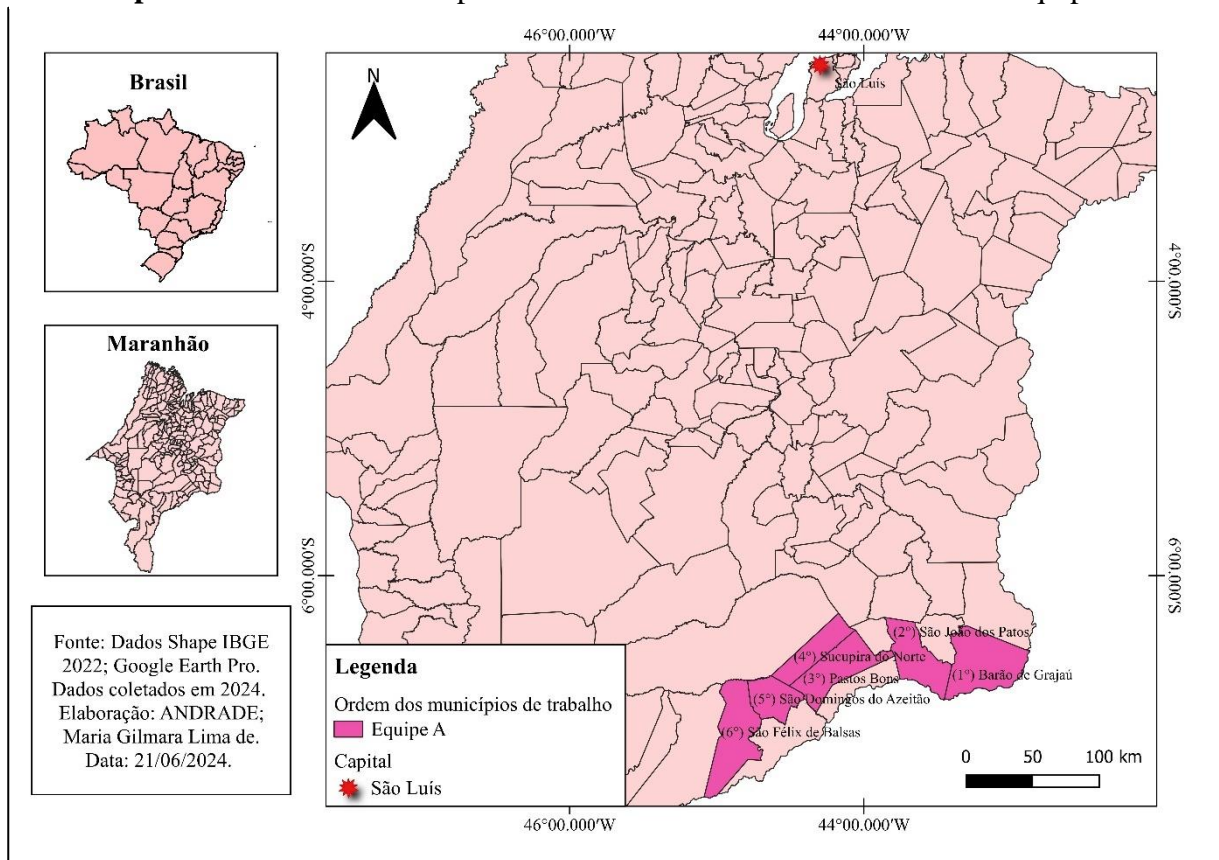 Brasil
Maranhão
Fonte: Dados Shape IBGE
2022; Google Earth Pro.
Dados coletados em 2024.
Elaboração: ANDRADE;
Maria Gilmara Lima de.
Data: 21/06/2024.
46°00.000'W
44°00.000'W
N
São Luís
4°00.000'S
4°00.000'S
6°00.000'S
6°00.000'S
(2°) São João dos Patos
(4°) Sucupira do Norte
(3°) Pastos Bons
(1°) Barão de Grajaú
(5°) São Domingos do Azeitão
(6°) São Félix de Balsas
Legenda
Ordem dos municípios de trabalho
Equipe A
Capital
São Luís
0 50 100 km
46°00.000'W
44°00.000'W